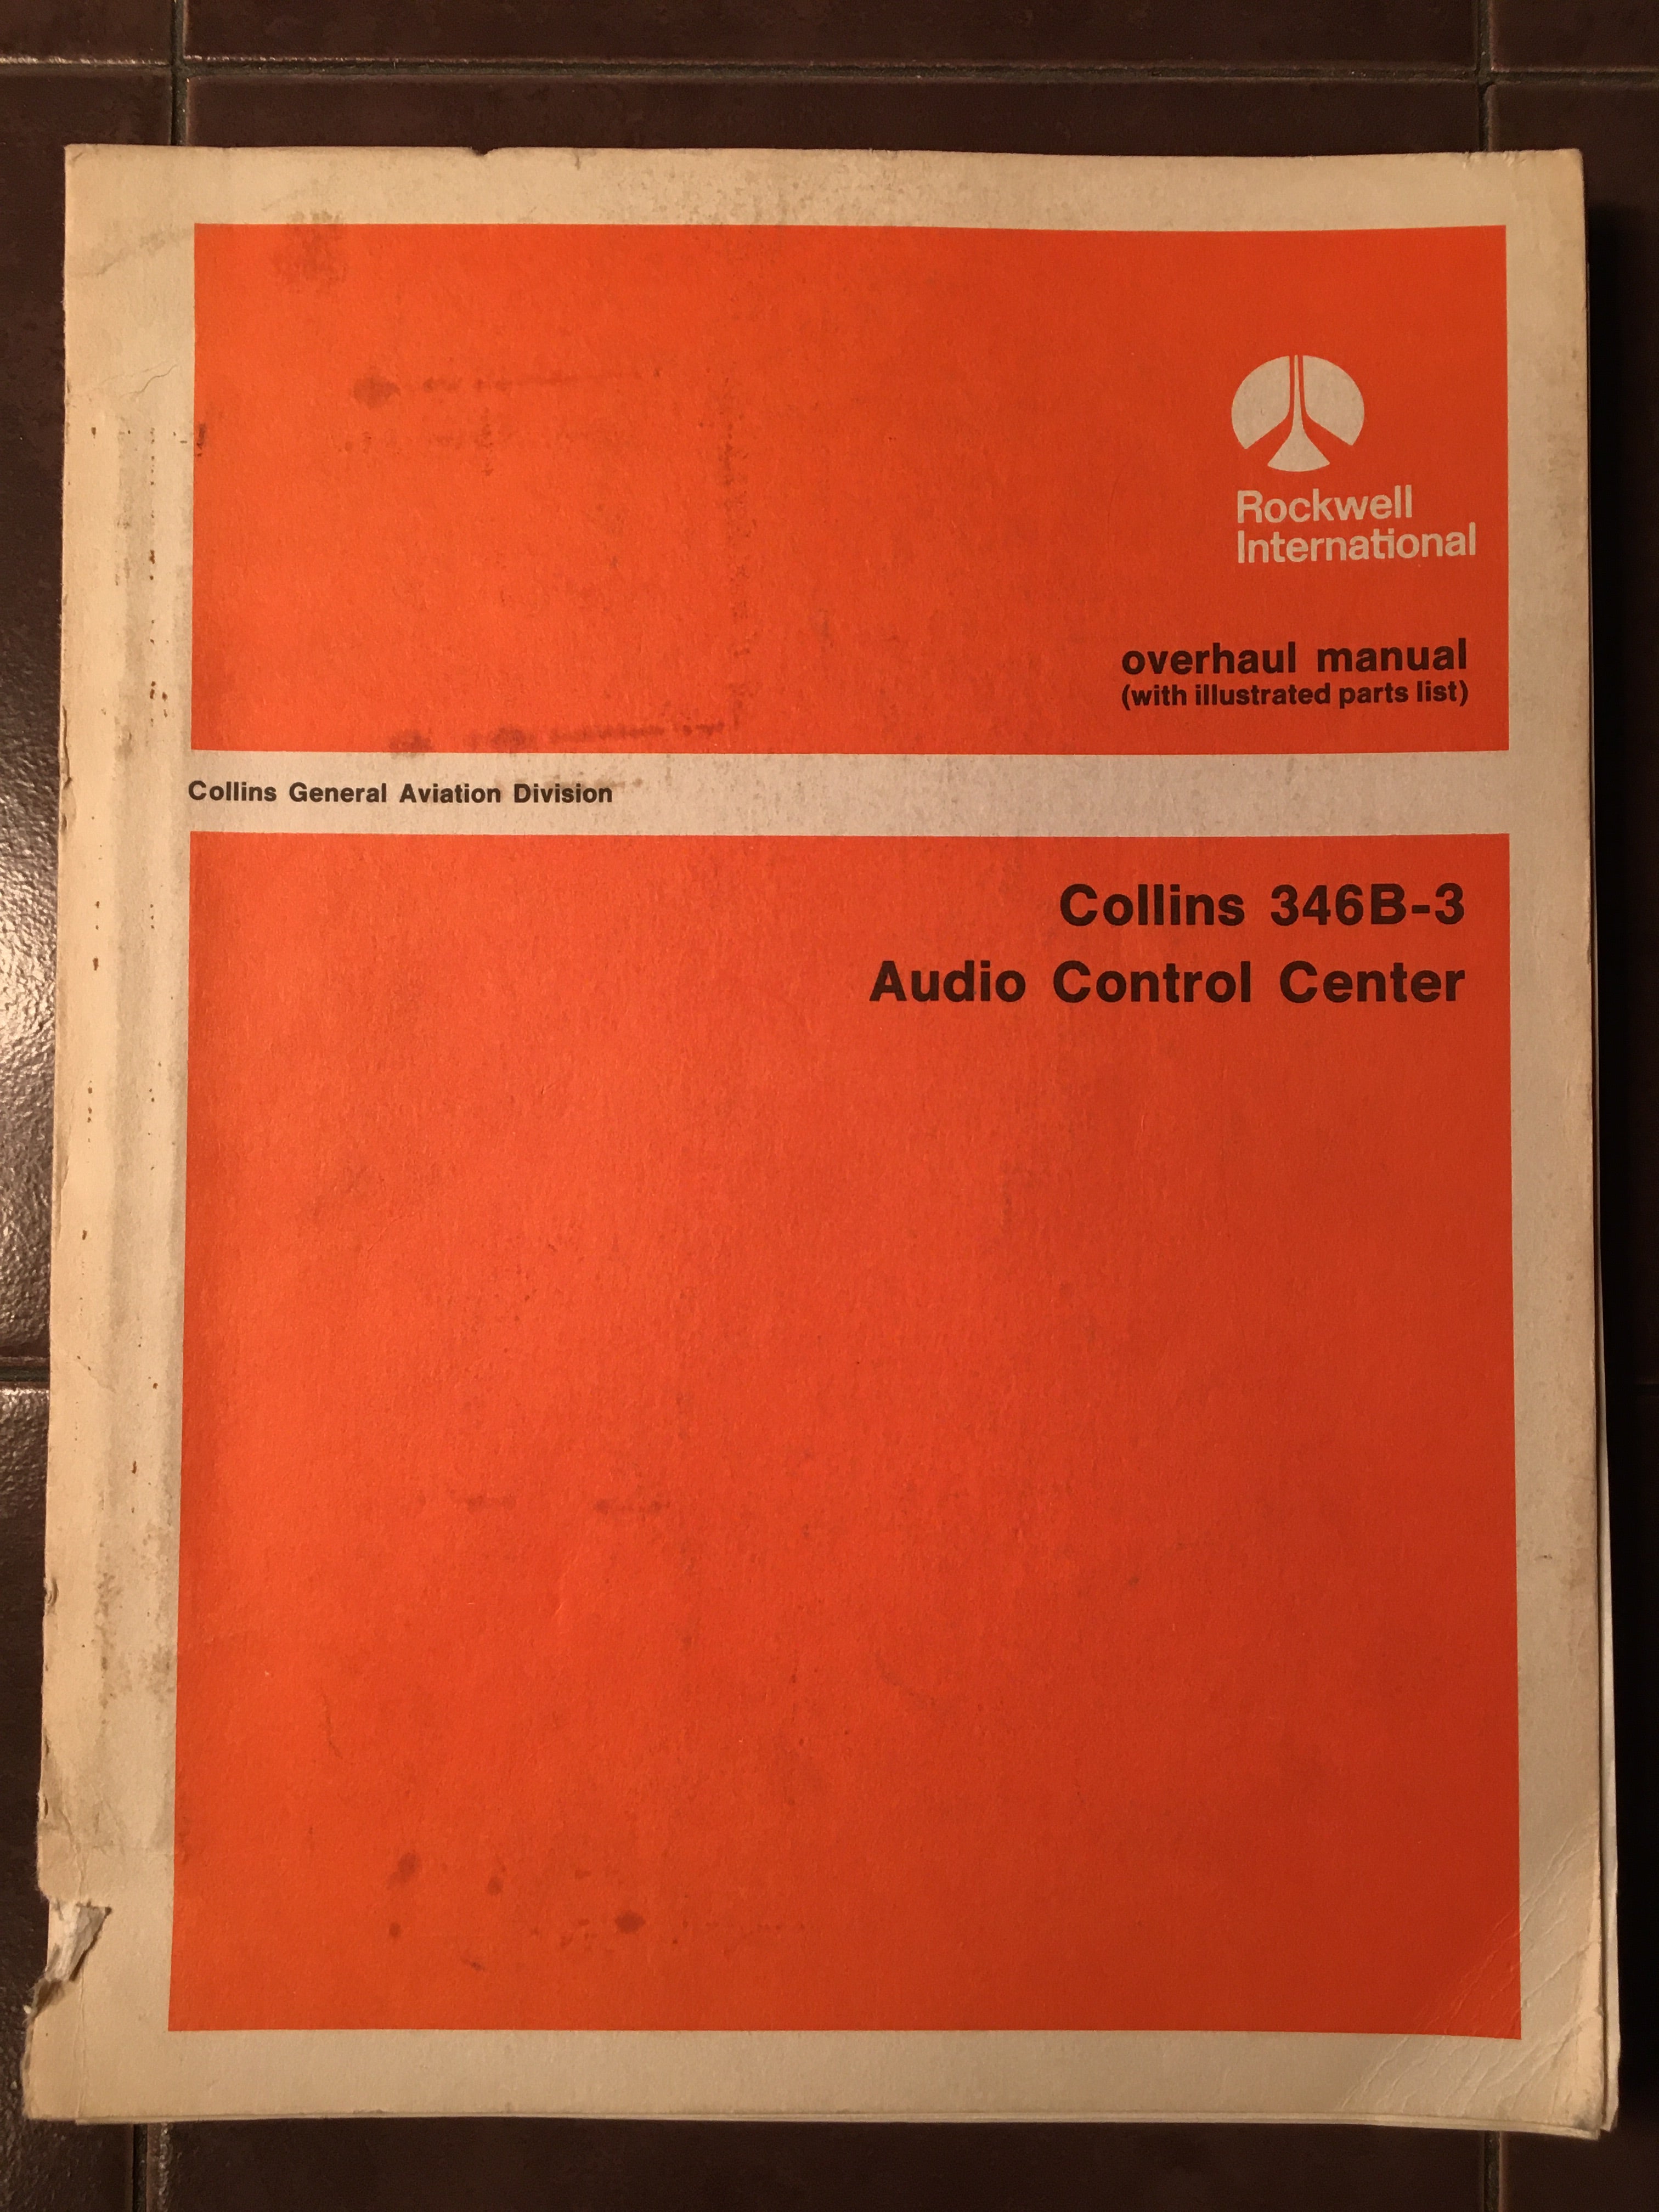 Rockwell
International
overhaul manual
(with illustrated parts list)
Collins General Aviation Division
Collins 346B-3
Audio Control Center